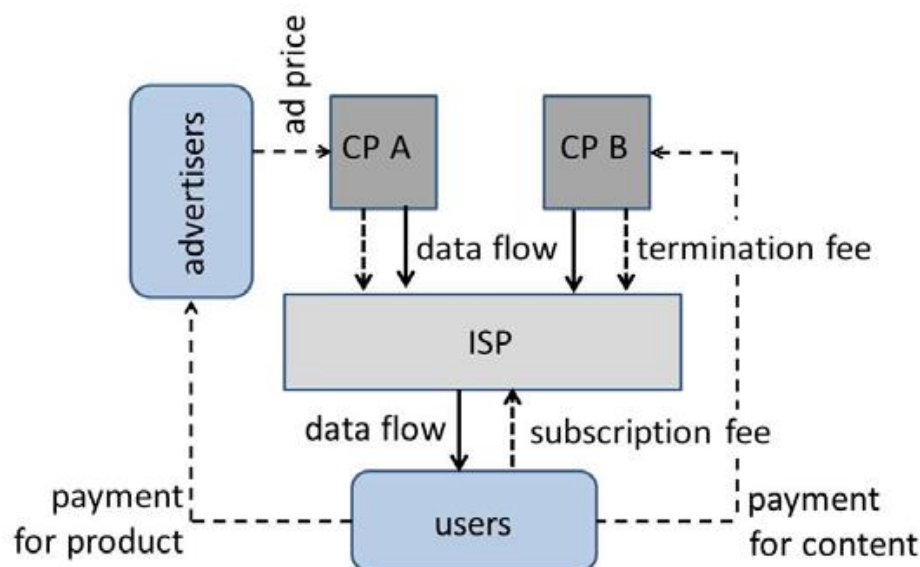 advertisers
ad price
CP A
CP B
data flow
termination fee
ISP
data flow
subscription fee
payment
for product
users
payment
for content